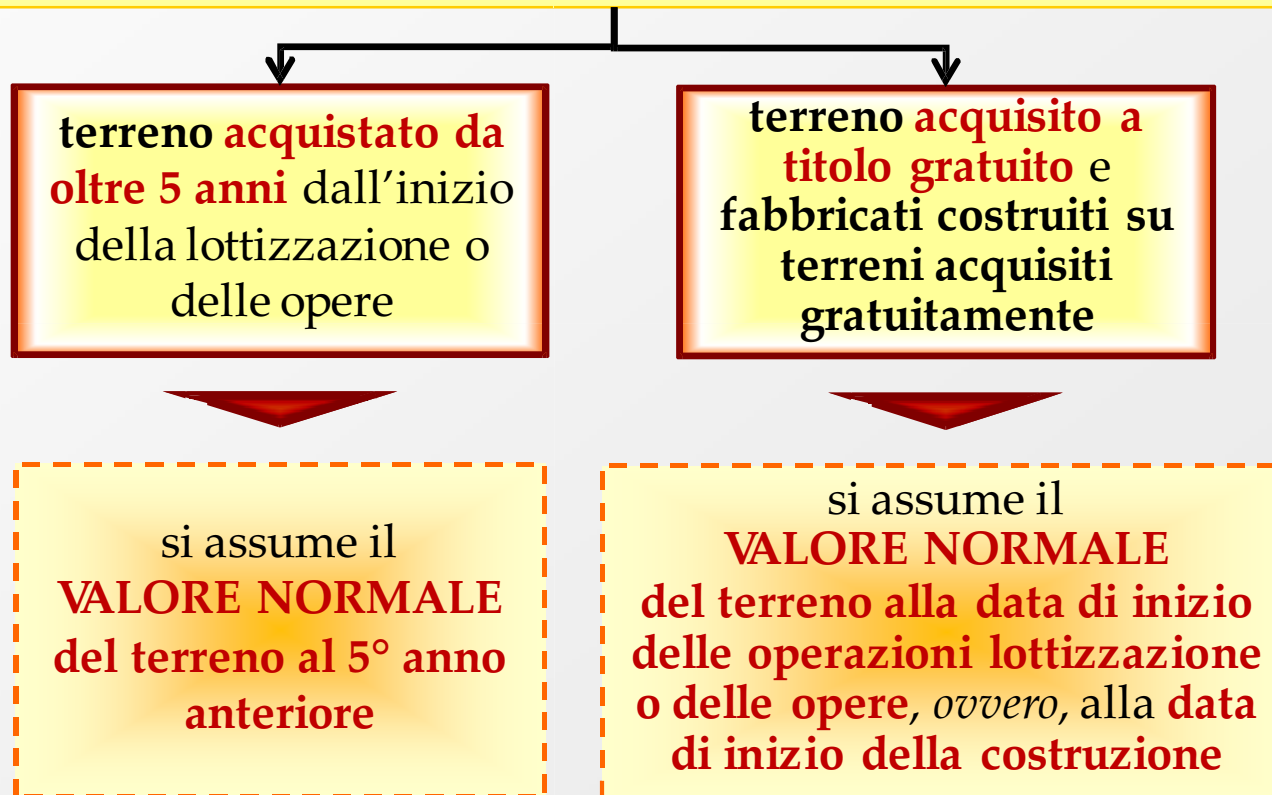 terreno acquistato da
oltre 5 anni dall'inizio
della lottizzazione o
delle opere
terreno acquisito a
titolo gratuito e
fabbricati costruiti su
terreni acquisiti
gratuitamente
si assume il
VALORE NORMALE
del terreno al 5° anno
anteriore
si assume il
VALORE NORMALE
del terreno alla data di inizio
delle operazioni lottizzazione
o delle opere, ovvero, alla data
di inizio della costruzione